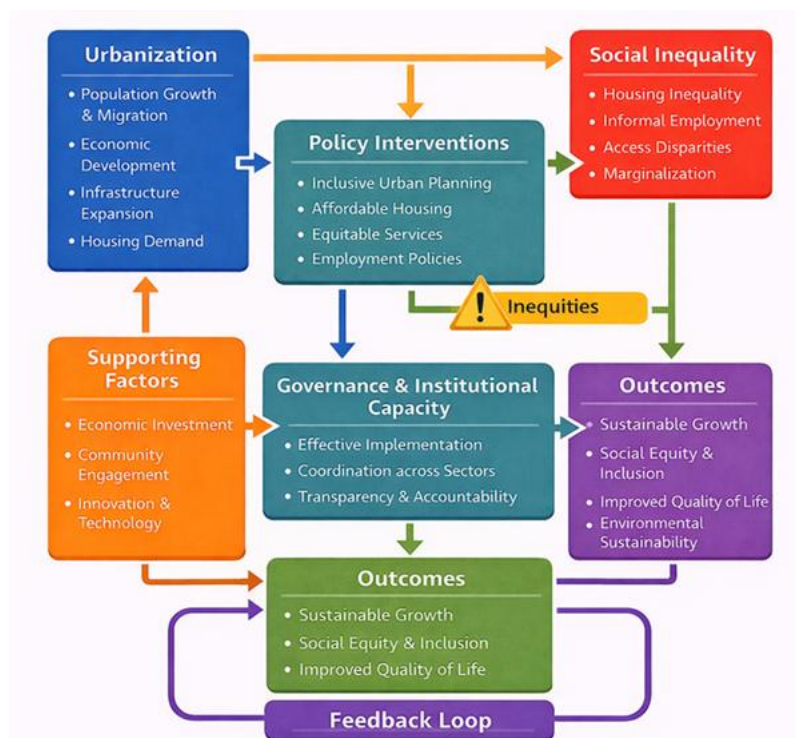 Urbanization
• Population Growth
& Migration
• Economic
Development
• Infrastructure
Expansion
• Housing Demand
Policy Interventions
• Inclusive Urban Planning
• Affordable Housing
• Equitable Services
• Employment Policies
Social Inequality
• Housing Inequality
• Informal Employment
• Access Disparities
• Marginalization
! Inequities
Supporting
Factors
• Economic Investment
• Community
Engagement
• Innovation &
Technology
Governance & Institutional
Capacity
• Effective Implementation
• Coordination across Sectors
• Transparency & Accountability
Outcomes
• Sustainable Growth
• Social Equity &
Inclusion
• Improved Quality of Life
• Environmental
Sustainability
Outcomes
• Sustainable Growth
• Social Equity & Inclusion
• Improved Quality of Life
Feedback Loop